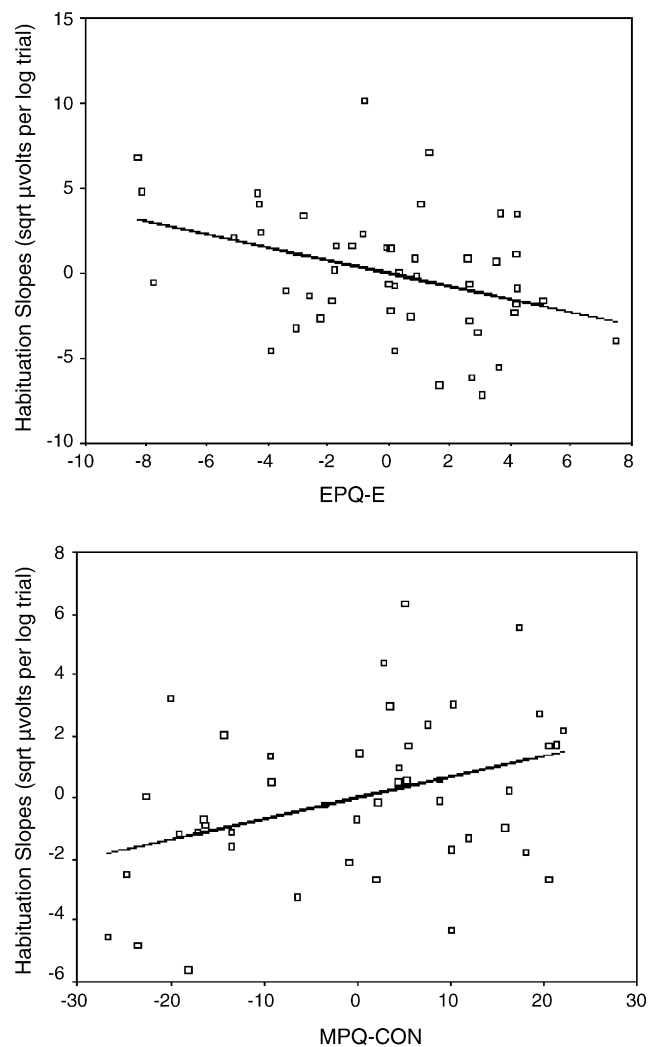 Habituation Slopes (sqrt µvolts per log trial)
15
10
5
0
-5
-10
-10 -8 -6 -4 -2 0 2 4 6 8
EPQ-E
Habituation Slopes (sqrt µvolts per log trial)
8
6
4
2
0
-2
-4
-6
-30 -20 -10 0 10 20 30
MPQ-CON